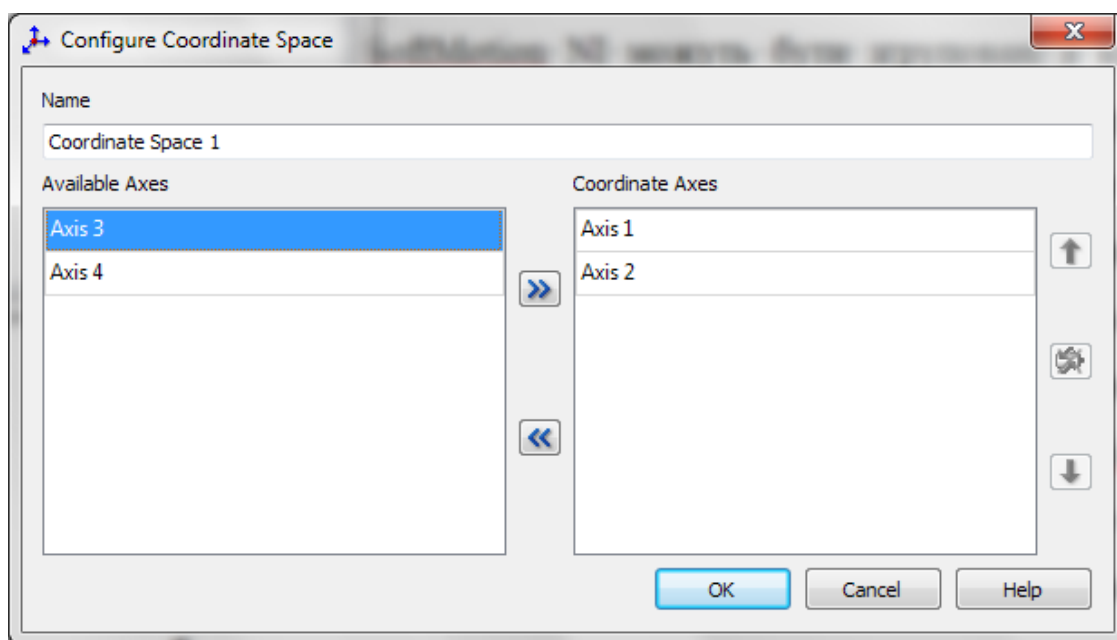 Configure Coordinate Space
Name
Coordinate Space 1
Available Axes
Coordinate Axes
Axis 3
Axis 4
Axis 1
Axis 2
OK
Cancel
Help